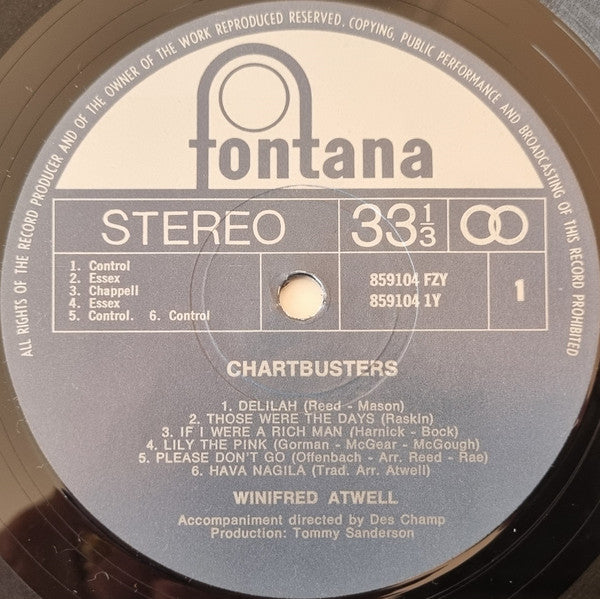 ALL RIGHTS OF THE RECORD PRODUCER AND OF THE OWNER OF THE WORK REPRODUCED RESERVED. COPYING, PUBLIC PERFORMANCE AND BROADCASTING OF THIS RECORD PROHIBITED
fontana
STEREO
33 1/3
1. Control
2. Essex
3. Chappell
4. Essex
5. Control. 6. Control
859104 FZY
859104 1Y
1
CHARTBUSTERS
1. DELILAH (Reed - Mason)
2. THOSE WERE THE DAYS (Raskin)
3. IF I WERE A RICH MAN (Harnick - Bock)
4. LILY THE PINK (Gorman - McGear - McGough)
5. PLEASE DON'T GO (Offenbach - Arr. Reed - Rae)
6. HAVA NAGILA (Trad. Arr. Atwell)
WINIFRED ATWELL
Accompaniment directed by Des Champ
Production: Tommy Sanderson